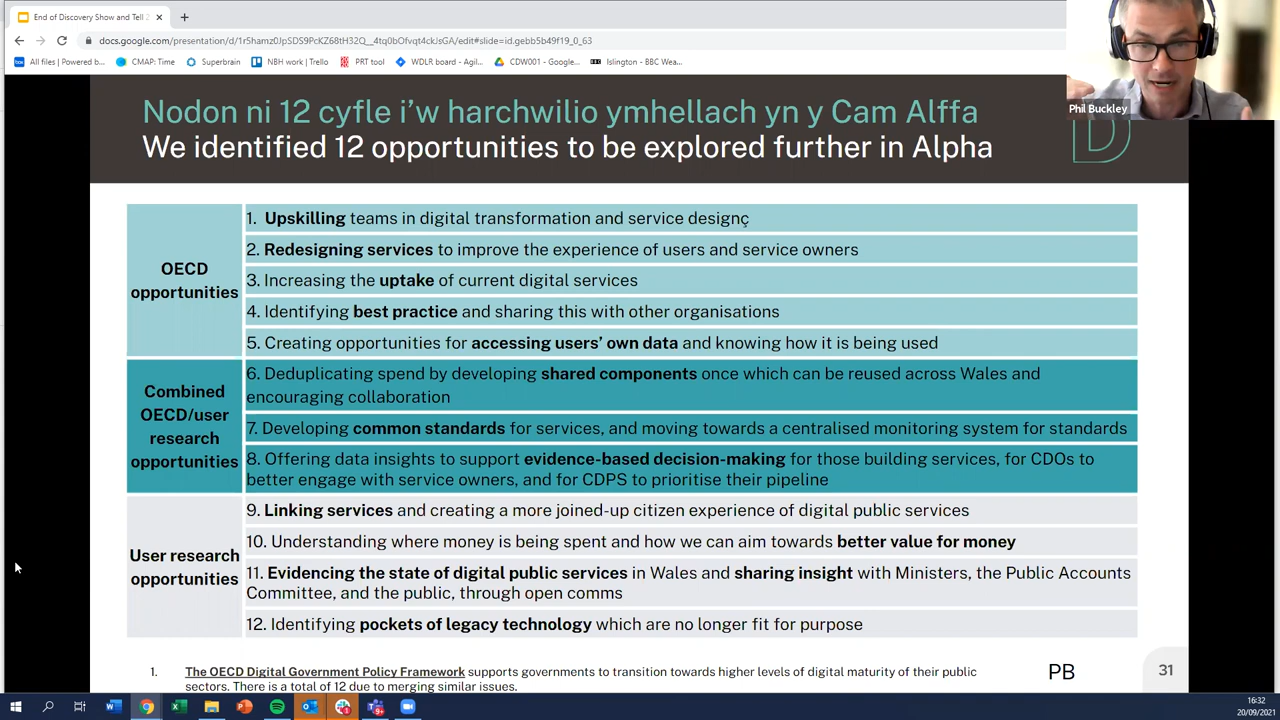 End of Discovery Show and Tell 2
docs.google.com/presentation/d/1r5hamz0JpSDS9PcKZ68tH32Q__4tq0bOfvqt4ckJsGA/edit#slide=id.gebb5b49f19_0_63
All files | Powered b...
CMAP: Time
Superbrain
NBH work | Trello
PRT tool
WDLR board - Agil...
CDW001 - Google...
Islington - BBC Wea...
Phil Buckley
Nodon ni 12 cyfle i’w harchwilio ymhellach yn y Cam Alffa
We identified 12 opportunities to be explored further in Alpha
D
OECD
opportunities
1. Upskilling teams in digital transformation and service designç
2. Redesigning services to improve the experience of users and service owners
3. Increasing the uptake of current digital services
4. Identifying best practice and sharing this with other organisations
5. Creating opportunities for accessing users’ own data and knowing how it is being used
Combined
OECD/user
research
opportunities
6. Deduplicating spend by developing shared components once which can be reused across Wales and
encouraging collaboration
7. Developing common standards for services, and moving towards a centralised monitoring system for standards
8. Offering data insights to support evidence-based decision-making for those building services, for CDOs to
better engage with service owners, and for CDPS to prioritise their pipeline
User research
opportunities
9. Linking services and creating a more joined-up citizen experience of digital public services
10. Understanding where money is being spent and how we can aim towards better value for money
11. Evidencing the state of digital public services in Wales and sharing insight with Ministers, the Public Accounts
Committee, and the public, through open comms
12. Identifying pockets of legacy technology which are no longer fit for purpose
1. The OECD Digital Government Policy Framework supports governments to transition towards higher levels of digital maturity of their public
sectors. There is a total of 12 due to merging similar issues.
PB
31
16:32
20/09/2021